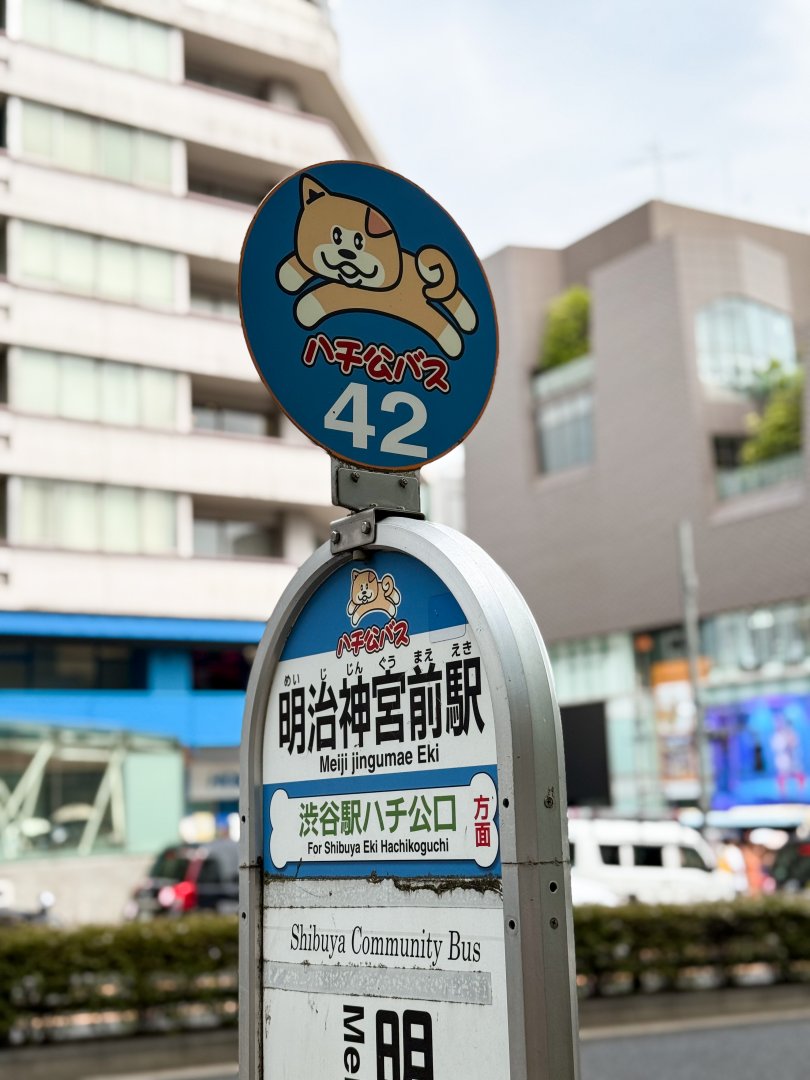 ハチ公バス
42
ハチ公バス
めい じ じん ぐう まえ えき
明治神宮前駅
Meiji jingumae Eki
渋谷駅ハチ公口 方面
For Shibuya Eki Hachikoguchi
Shibuya Community Bus
明
Mei